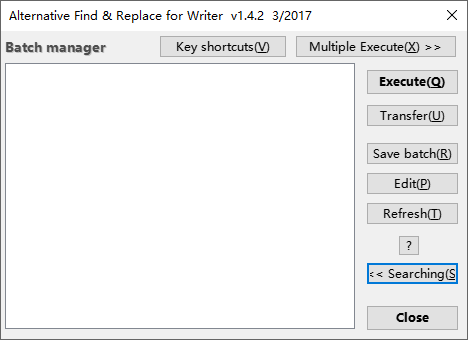 Alternative Find & Replace for Writer  v1.4.2  3/2017
Batch manager
Key shortcuts(V)
Multiple Execute(X) >>
Execute(Q)
Transfer(U)
Save batch(R)
Edit(P)
Refresh(T)
?
<< Searching(S
Close